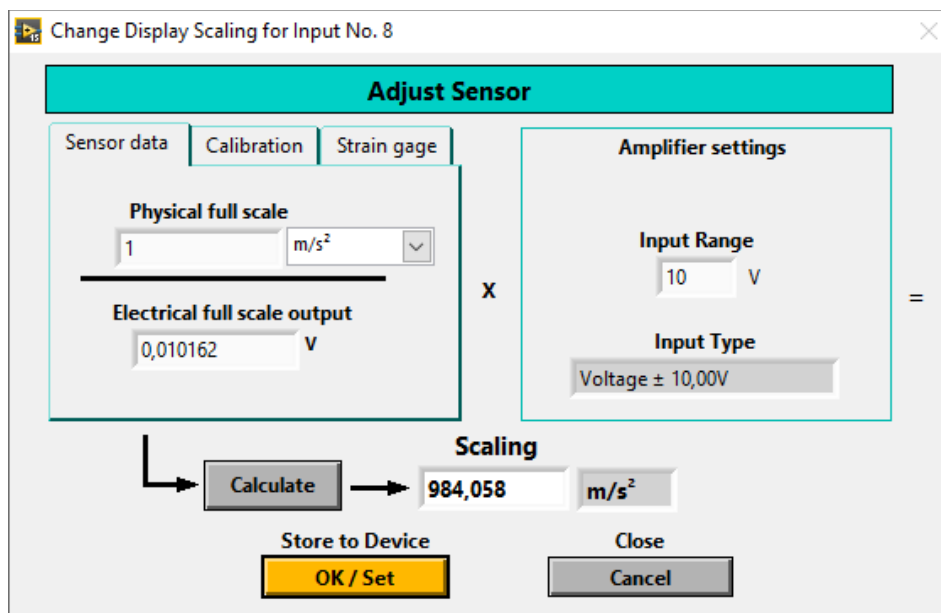 Change Display Scaling for Input No. 8
Adjust Sensor
Sensor data
Calibration
Strain gage
Physical full scale
1
m/s²
Electrical full scale output
0,010162
V
x
Amplifier settings
Input Range
10
V
Input Type
Voltage ± 10,00V
=
Scaling
Calculate
984,058
m/s²
Store to Device
OK / Set
Close
Cancel